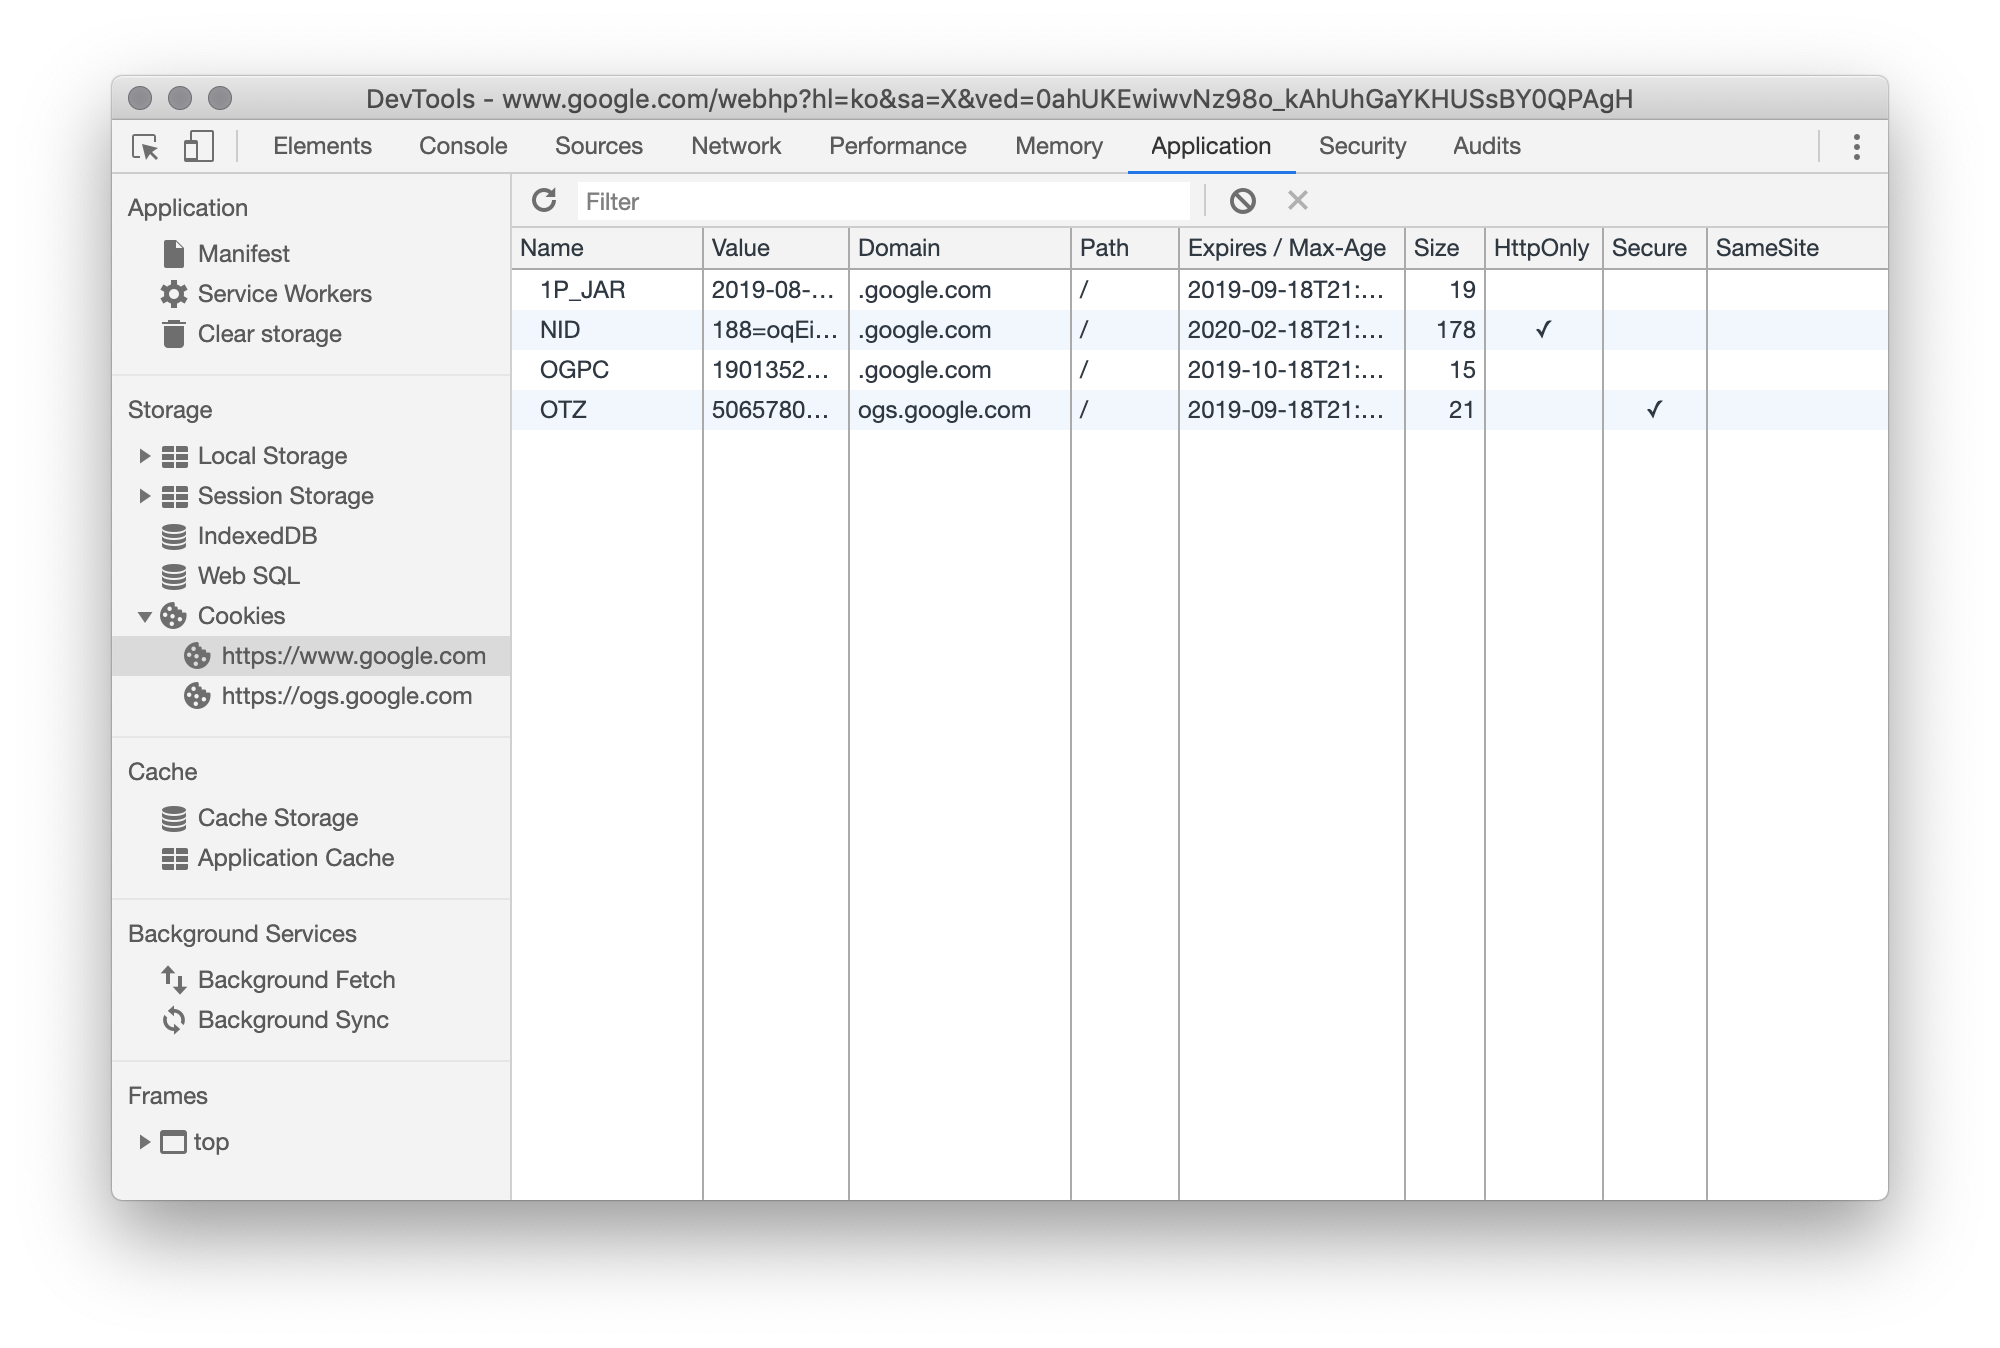 DevTools - www.google.com/webhp?hl=ko&sa=X&ved=0ahUKEwiwvNz98o_kAhUhGaYKHUSsBY0QPAgH
Elements Console Sources Network Performance Memory Application Security Audits
Application
Manifest
Service Workers
Clear storage
Storage
Local Storage
Session Storage
IndexedDB
Web SQL
Cookies
https://www.google.com
https://ogs.google.com
Cache
Cache Storage
Application Cache
Background Services
Background Fetch
Background Sync
Frames
top
Filter
Name Value Domain Path Expires / Max-Age Size HttpOnly Secure SameSite
1P_JAR 2019-08-... .google.com / 2019-09-18T21:... 19
NID 188=oqEi... .google.com / 2020-02-18T21:... 178 ✓
OGPC 1901352... .google.com / 2019-10-18T21:... 15
OTZ 5065780... ogs.google.com / 2019-09-18T21:... 21 ✓